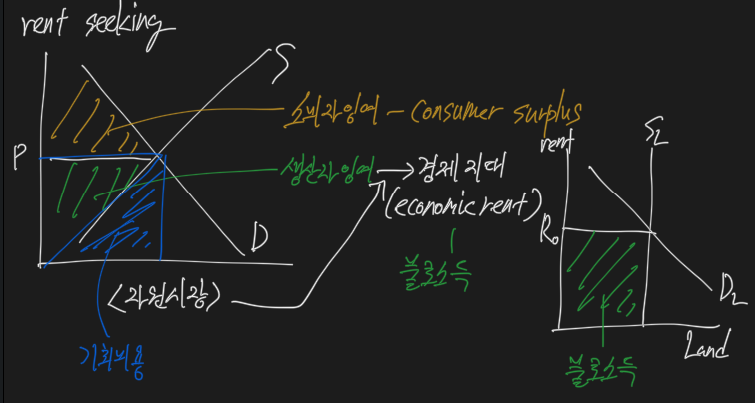 rent seeking
S
소비자잉여 - Consumer surplus
P
생산자잉여 → 경제지대
(economic rent)
불로소득
D
<자원시장>
기회비용
rent
S_L
R₀
D_L
Land
불로소득